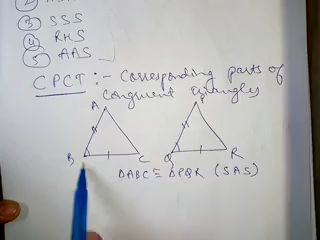 ③ SSS
④ RHS
⑤ AAS
CPCT :- Corresponding parts of
congruent triangles
A P
B C Q R
ΔABC ≅ ΔPQR (SAS)